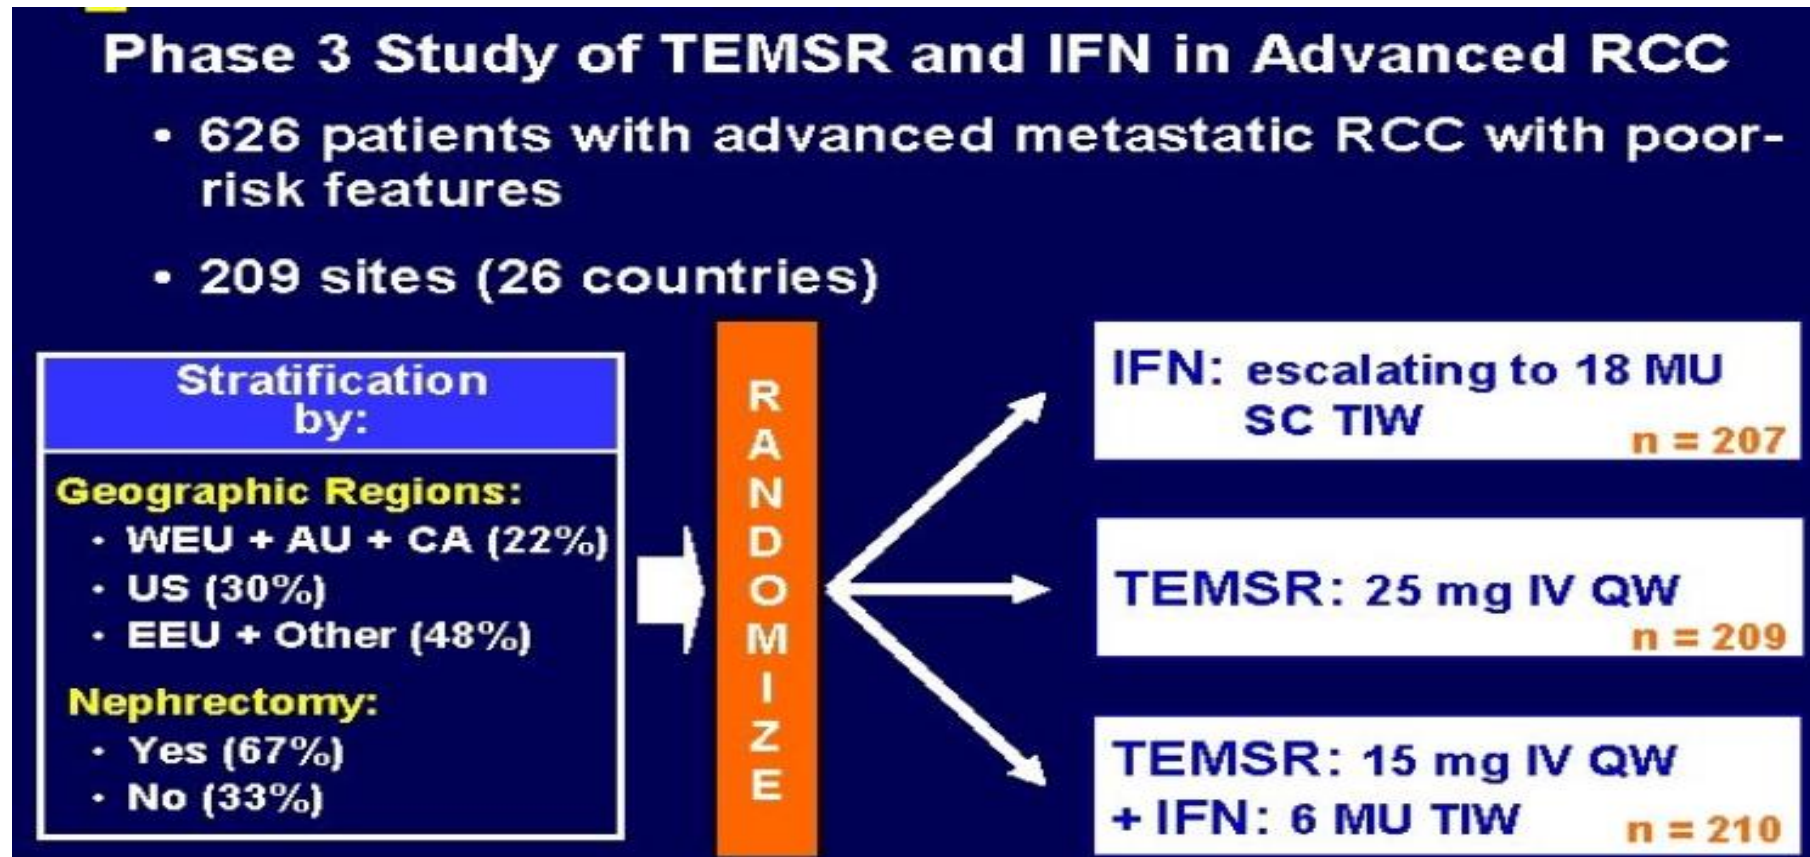 Phase 3 Study of TEMSR and IFN in Advanced RCC
• 626 patients with advanced metastatic RCC with poor-
risk features
• 209 sites (26 countries)
Stratification
by:
Geographic Regions:
• WEU + AU + CA (22%)
• US (30%)
• EEU + Other (48%)
Nephrectomy:
• Yes (67%)
• No (33%)
RANDOMIZE
IFN: escalating to 18 MU
SC TIW
n = 207
TEMSR: 25 mg IV QW
n = 209
TEMSR: 15 mg IV QW
+ IFN: 6 MU TIW
n = 210